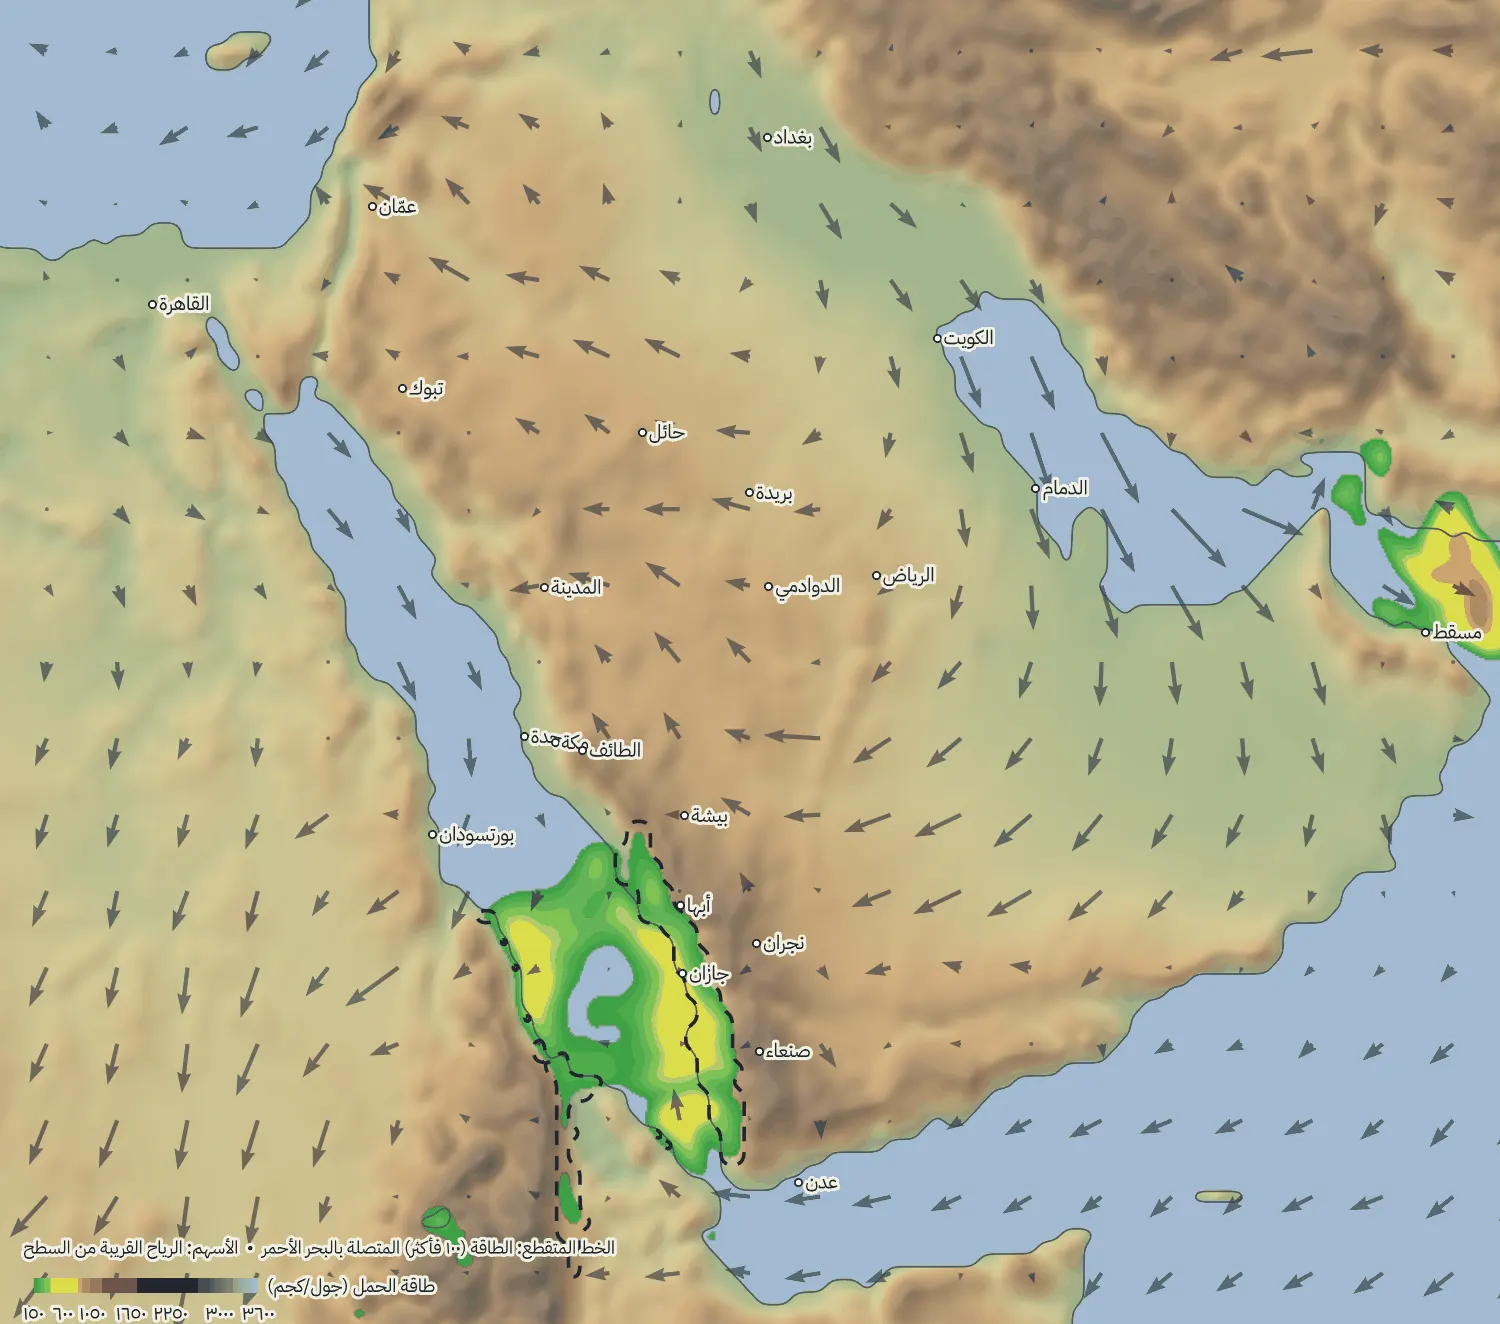 بغداد
عمّان
القاهرة
الكويت
تبوك
حائل
الدمام
بريدة
الرياض
الدوادمي
المدينة
مسقط
جدة
مكة
الطائف
بيشة
بورتسودان
أبها
نجران
جازان
صنعاء
عدن
الخط المتقطع: الطاقة (١٠٠ فأكثر) المتصلة بالبحر الأحمر • الأسهم: الرياح القريبة من السطح
طاقة الحمل (جول/كجم)
١٥٠ ٦٠٠ ١٠٥٠ ١٦٥٠ ٢٢٥٠ ٣٠٠٠ ٣٦٠٠